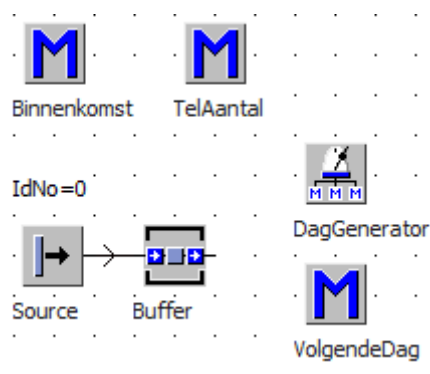 M M
Binnenkomst TelAantal
IdNo=0
M M M
DagGenerator
Source Buffer
M
VolgendeDag